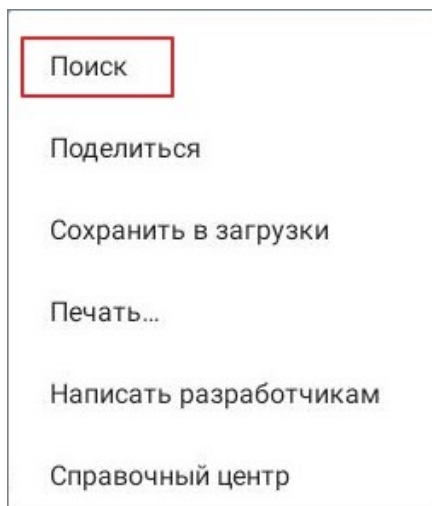 Поиск
Поделиться
Сохранить в загрузки
Печать...
Написать разработчикам
Справочный центр